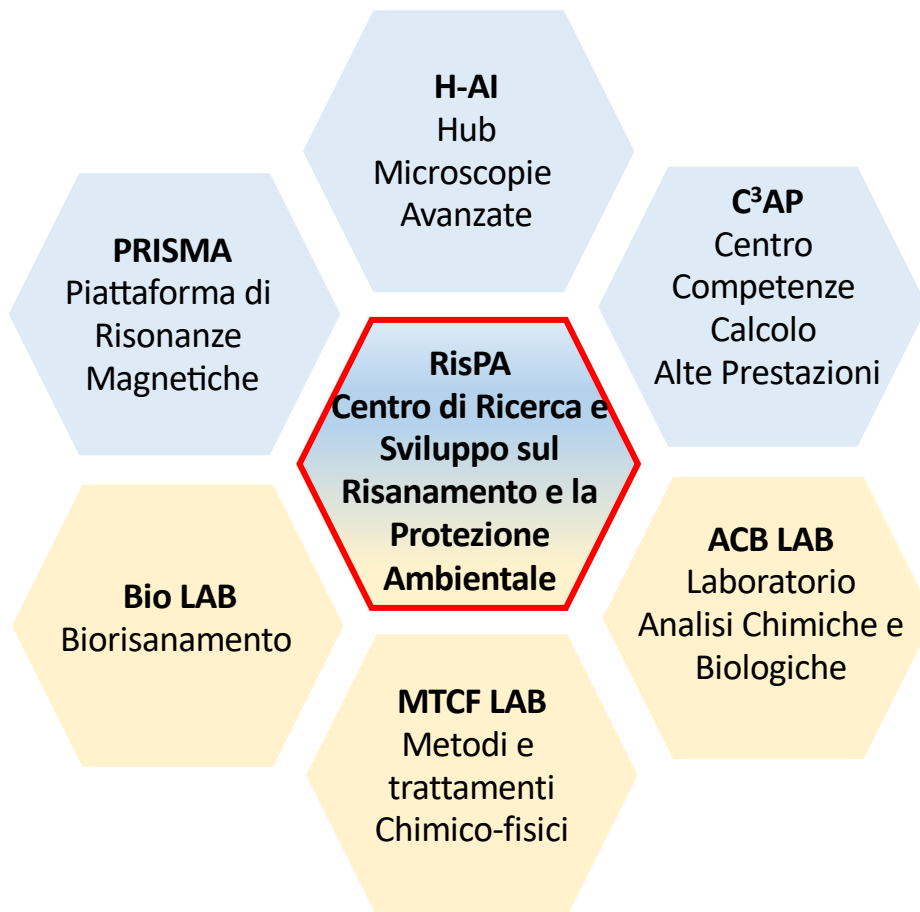 H-AI
Hub
Microscopie
Avanzate
PRISMA
Piattaforma di
Risonanze
Magnetiche
C³AP
Centro
Competenze
Calcolo
Alte Prestazioni
RisPA
Centro di Ricerca e
Sviluppo sul
Risanamento e la
Protezione
Ambientale
Bio LAB
Biorisanamento
ACB LAB
Laboratorio
Analisi Chimiche e
Biologiche
MTCF LAB
Metodi e
trattamenti
Chimico-fisici